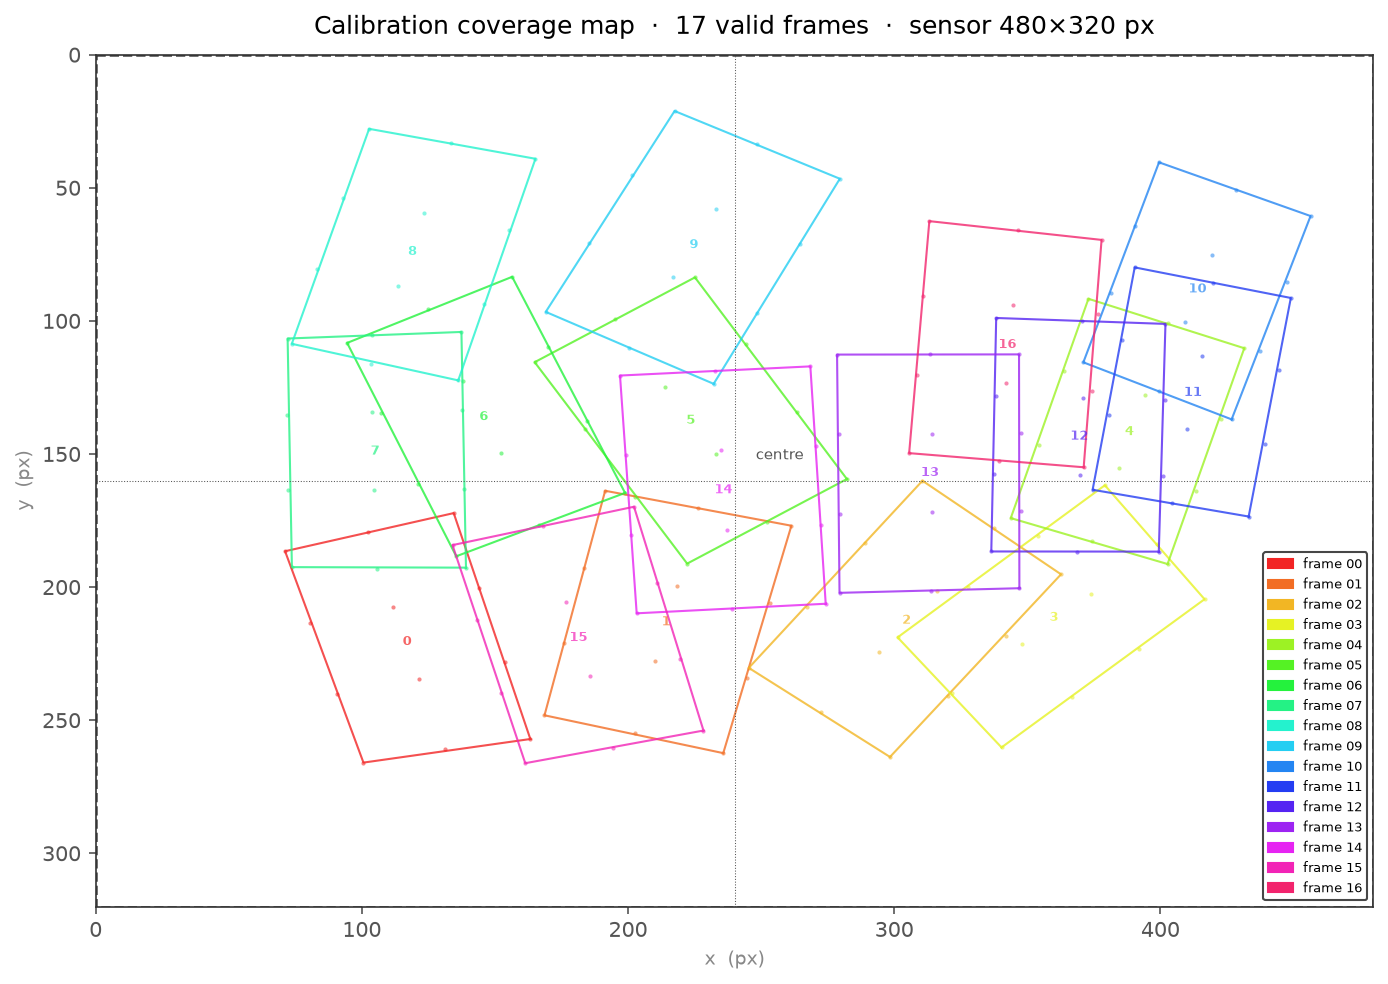 Calibration coverage map · 17 valid frames · sensor 480×320 px
0
50
100
150
200
250
300
y (px)
0
100
200
300
400
x (px)
8
9
10
16
11
6
5
4
12
7
centre
13
14
2
3
1
15
0
frame 00
frame 01
frame 02
frame 03
frame 04
frame 05
frame 06
frame 07
frame 08
frame 09
frame 10
frame 11
frame 12
frame 13
frame 14
frame 15
frame 16